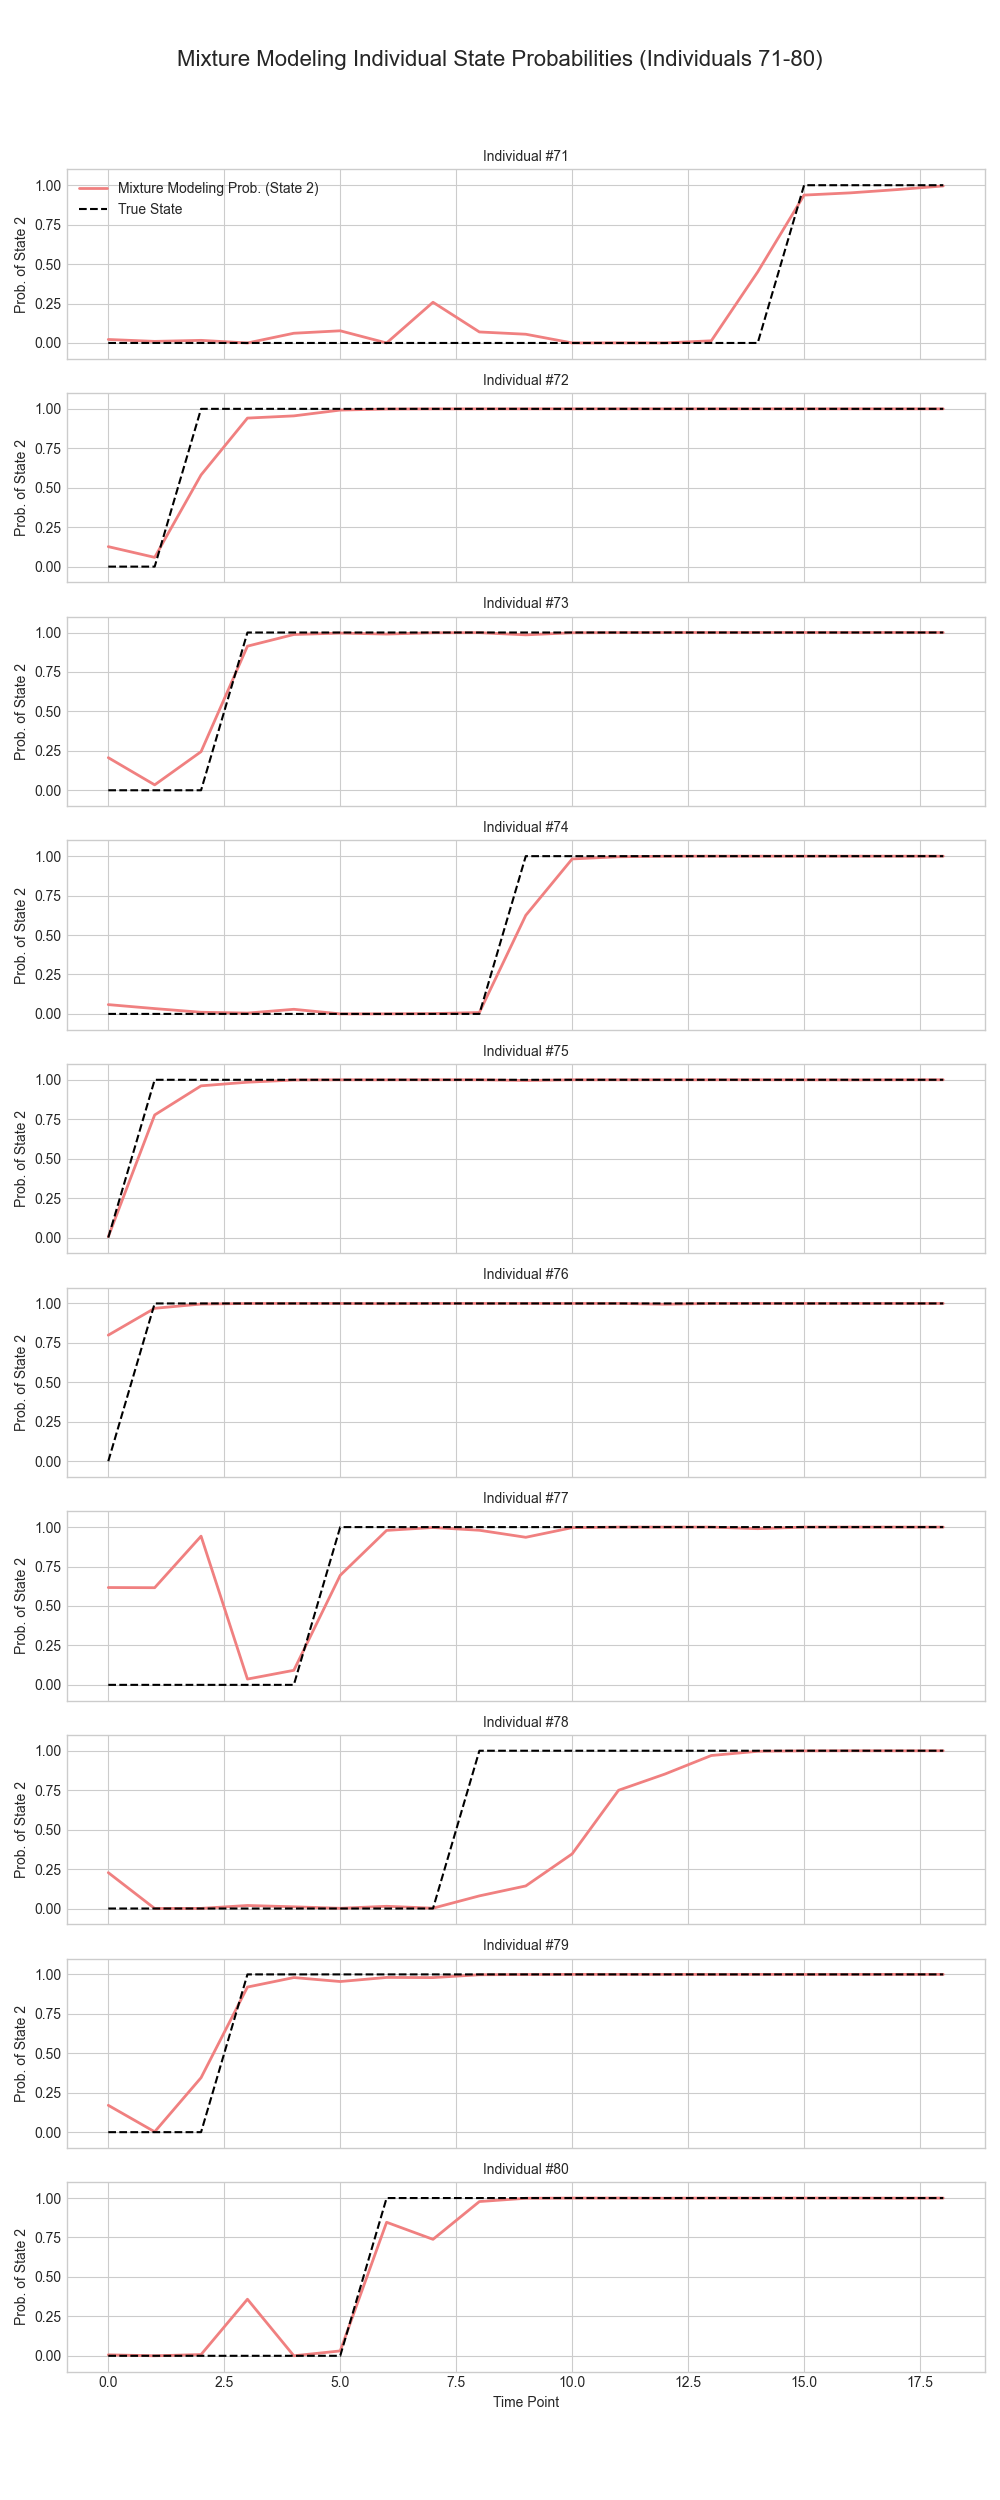 Mixture Modeling Individual State Probabilities (Individuals 71-80)
Individual #71
Mixture Modeling Prob. (State 2)
True State
Prob. of State 2
1.00
0.75
0.50
0.25
0.00
Individual #72
Prob. of State 2
1.00
0.75
0.50
0.25
0.00
Individual #73
Prob. of State 2
1.00
0.75
0.50
0.25
0.00
Individual #74
Prob. of State 2
1.00
0.75
0.50
0.25
0.00
Individual #75
Prob. of State 2
1.00
0.75
0.50
0.25
0.00
Individual #76
Prob. of State 2
1.00
0.75
0.50
0.25
0.00
Individual #77
Prob. of State 2
1.00
0.75
0.50
0.25
0.00
Individual #78
Prob. of State 2
1.00
0.75
0.50
0.25
0.00
Individual #79
Prob. of State 2
1.00
0.75
0.50
0.25
0.00
Individual #80
Prob. of State 2
1.00
0.75
0.50
0.25
0.00
0.0 2.5 5.0 7.5 10.0 12.5 15.0 17.5
Time Point